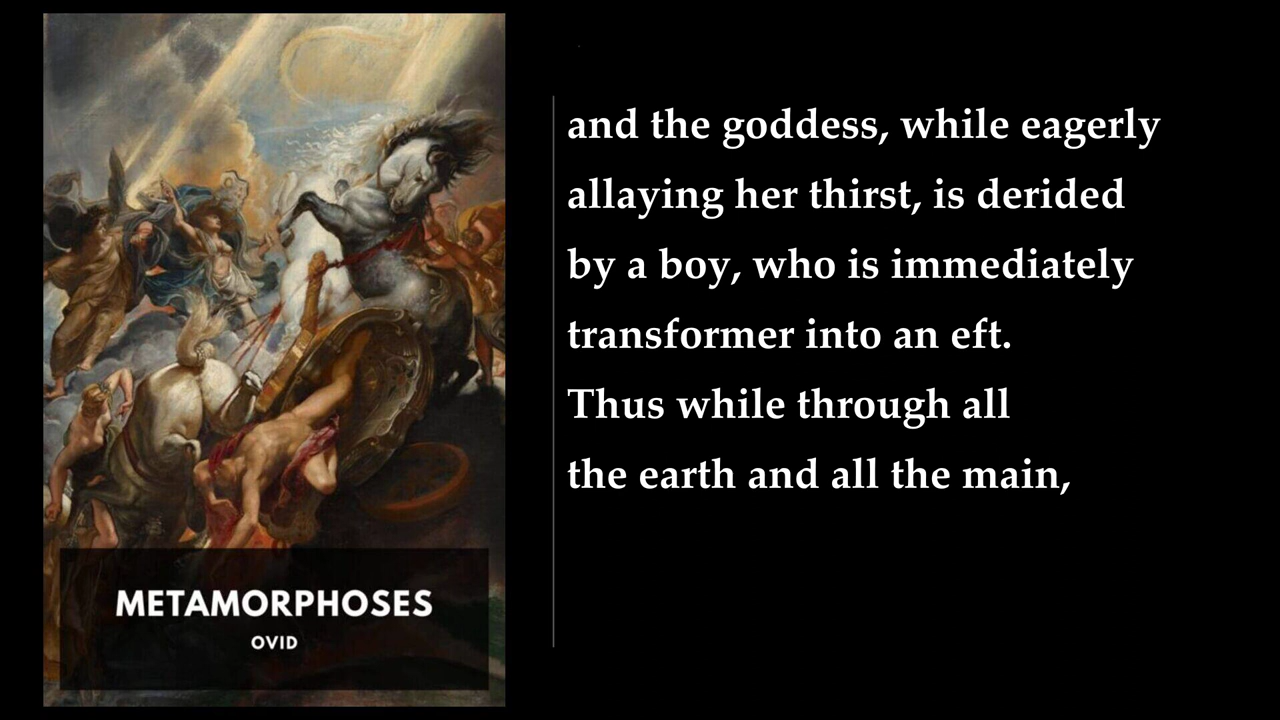 METAMORPHOSES
OVID
and the goddess, while eagerly
allaying her thirst, is derided
by a boy, who is immediately
transformer into an eft.
Thus while through all
the earth and all the main,